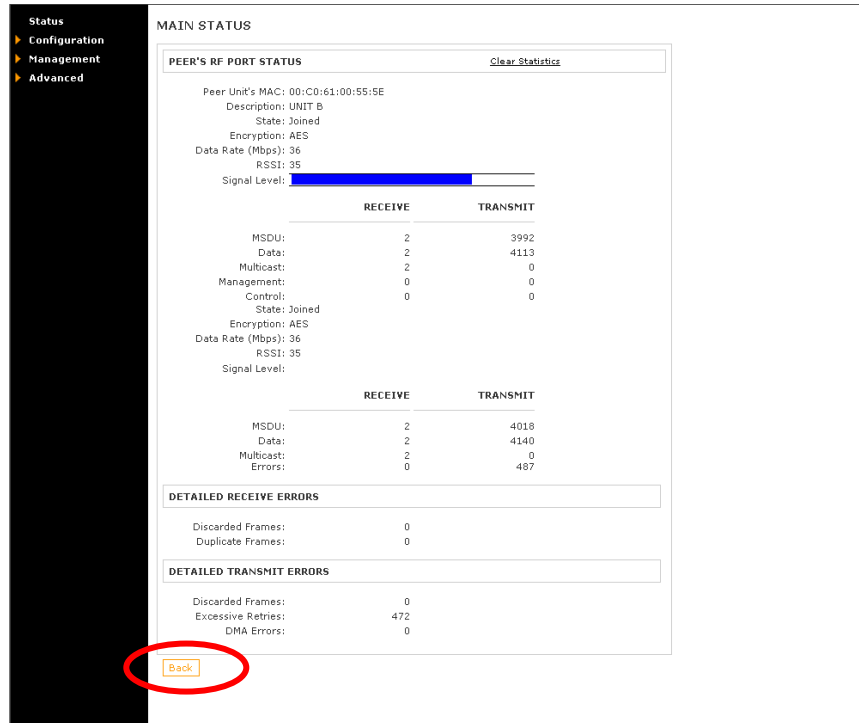 Status
Configuration
Management
Advanced
MAIN STATUS
PEER'S RF PORT STATUS Clear Statistics
Peer Unit's MAC: 00:C0:61:00:55:5E
Description: UNIT B
State: Joined
Encryption: AES
Data Rate (Mbps): 36
RSSI: 35
Signal Level:
RECEIVE TRANSMIT
MSDU: 2 3992
Data: 2 4113
Multicast: 2 0
Management: 0 0
Control: 0 0
State: Joined
Encryption: AES
Data Rate (Mbps): 36
RSSI: 35
Signal Level:
RECEIVE TRANSMIT
MSDU: 2 4018
Data: 2 4140
Multicast: 2 0
Errors: 0 487
DETAILED RECEIVE ERRORS
Discarded Frames: 0
Duplicate Frames: 0
DETAILED TRANSMIT ERRORS
Discarded Frames: 0
Excessive Retries: 472
DMA Errors: 0
Back